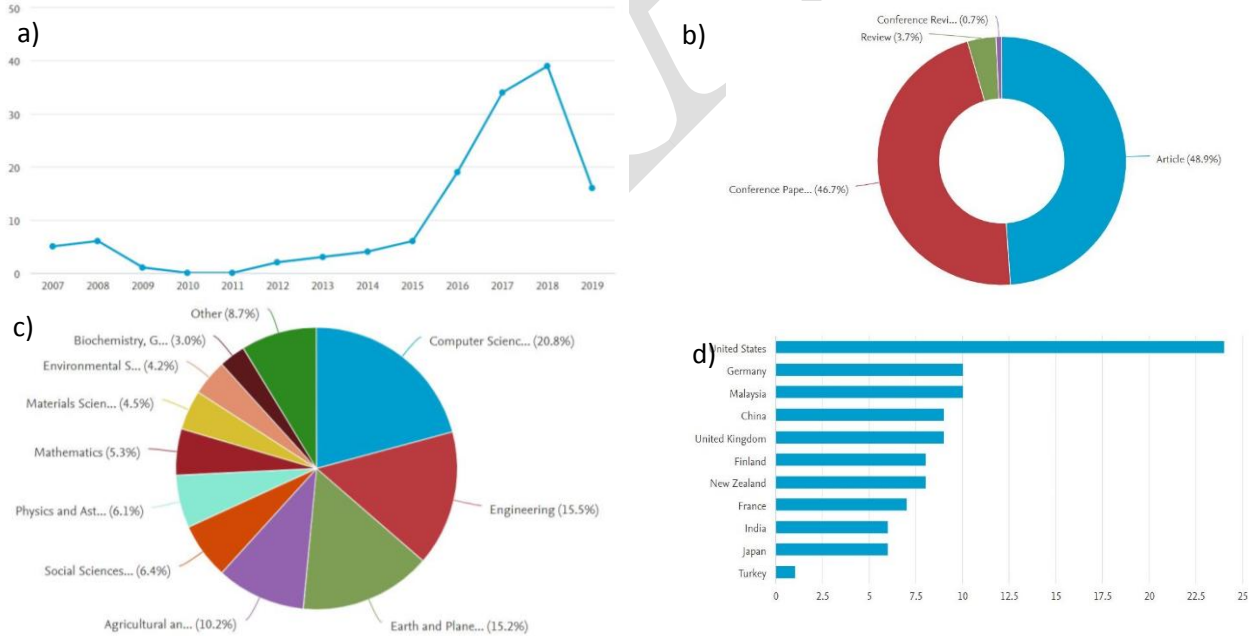 a)
50
40
30
20
10
0
2007 2008 2009 2010 2011 2012 2013 2014 2015 2016 2017 2018 2019
b)
Conference Revi... (0.7%)
Review (3.7%)
Article (48.9%)
Conference Pape... (46.7%)
c)
Other (8.7%)
Biochemistry, G... (3.0%)
Environmental S... (4.2%)
Materials Scien... (4.5%)
Mathematics (5.3%)
Physics and Ast... (6.1%)
Social Sciences... (6.4%)
Agricultural an... (10.2%)
Computer Scienc... (20.8%)
Engineering (15.5%)
Earth and Plane... (15.2%)
d)
United States
Germany
Malaysia
China
United Kingdom
Finland
New Zealand
France
India
Japan
Turkey
0 2.5 5 7.5 10 12.5 15 17.5 20 22.5 25